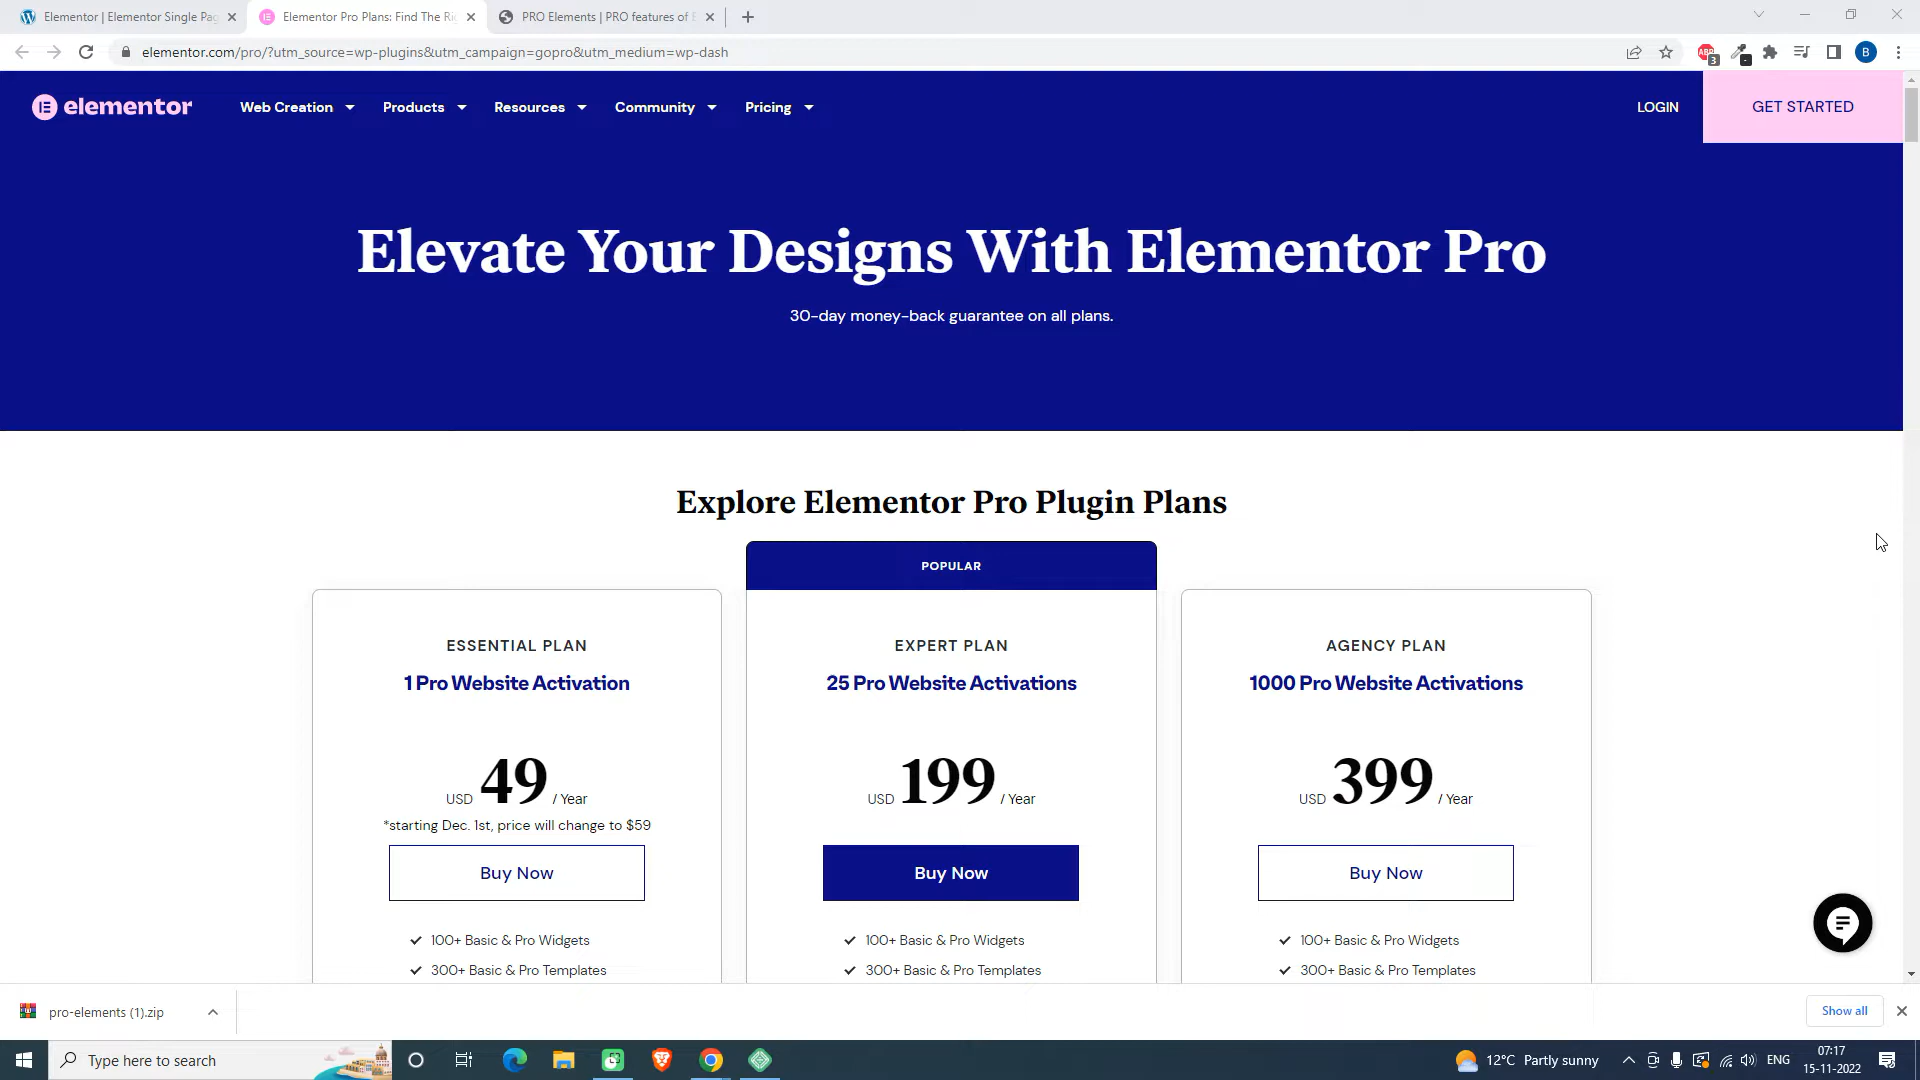 Elementor | Elementor Single Pag
Elementor Pro Plans: Find The Ri
PRO Elements | PRO features of E
elementor.com/pro/?utm_source=wp-plugins&utm_campaign=gopro&utm_medium=wp-dash
ABP
3
B
elementor
Web Creation
Products
Resources
Community
Pricing
LOGIN
GET STARTED
Elevate Your Designs With Elementor Pro
30-day money-back guarantee on all plans.
Explore Elementor Pro Plugin Plans
POPULAR
ESSENTIAL PLAN
1 Pro Website Activation
USD 49 / Year
*starting Dec. 1st, price will change to $59
Buy Now
100+ Basic & Pro Widgets
300+ Basic & Pro Templates
EXPERT PLAN
25 Pro Website Activations
USD 199 / Year
Buy Now
100+ Basic & Pro Widgets
300+ Basic & Pro Templates
AGENCY PLAN
1000 Pro Website Activations
USD 399 / Year
Buy Now
100+ Basic & Pro Widgets
300+ Basic & Pro Templates
pro-elements (1).zip
Show all
Type here to search
12°C Partly sunny
ENG
07:17
15-11-2022